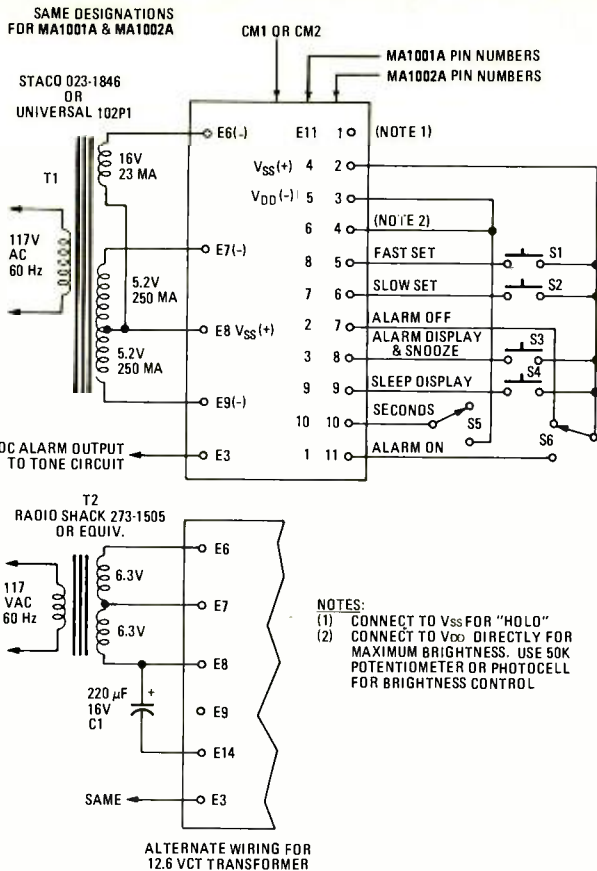 SAME DESIGNATIONS
FOR MA1001A & MA1002A
CM1 OR CM2
MA1001A PIN NUMBERS
MA1002A PIN NUMBERS
STACO 023-1846
OR
UNIVERSAL 102P1
T1
16V
23 MA
117V
AC
60 Hz
5.2V
250 MA
5.2V
250 MA
E6(-)
E7(-)
E8 VSS(+)
E9(-)
E3
DC ALARM OUTPUT
TO TONE CIRCUIT
E11 1 (NOTE 1)
VSS(+) 4 2
VDD(-) 5 3
6 4 (NOTE 2)
8 5 FAST SET S1
7 6 SLOW SET S2
2 7 ALARM OFF
3 8 ALARM DISPLAY
& SNOOZE S3
9 9 SLEEP DISPLAY S4
10 10 SECONDS S5
1 11 ALARM ON S6
T2
RADIO SHACK 273-1505
OR EQUIV.
117
VAC
60 Hz
6.3V
6.3V
220 μF +
16V
C1
E6
E7
E8
E9
E14
SAME E3
NOTES:
(1) CONNECT TO VSS FOR "HOLO"
(2) CONNECT TO VDD DIRECTLY FOR
MAXIMUM BRIGHTNESS. USE 50K
POTENTIOMETER OR PHOTOCELL
FOR BRIGHTNESS CONTROL
ALTERNATE WIRING FOR
12.6 VCT TRANSFORMER